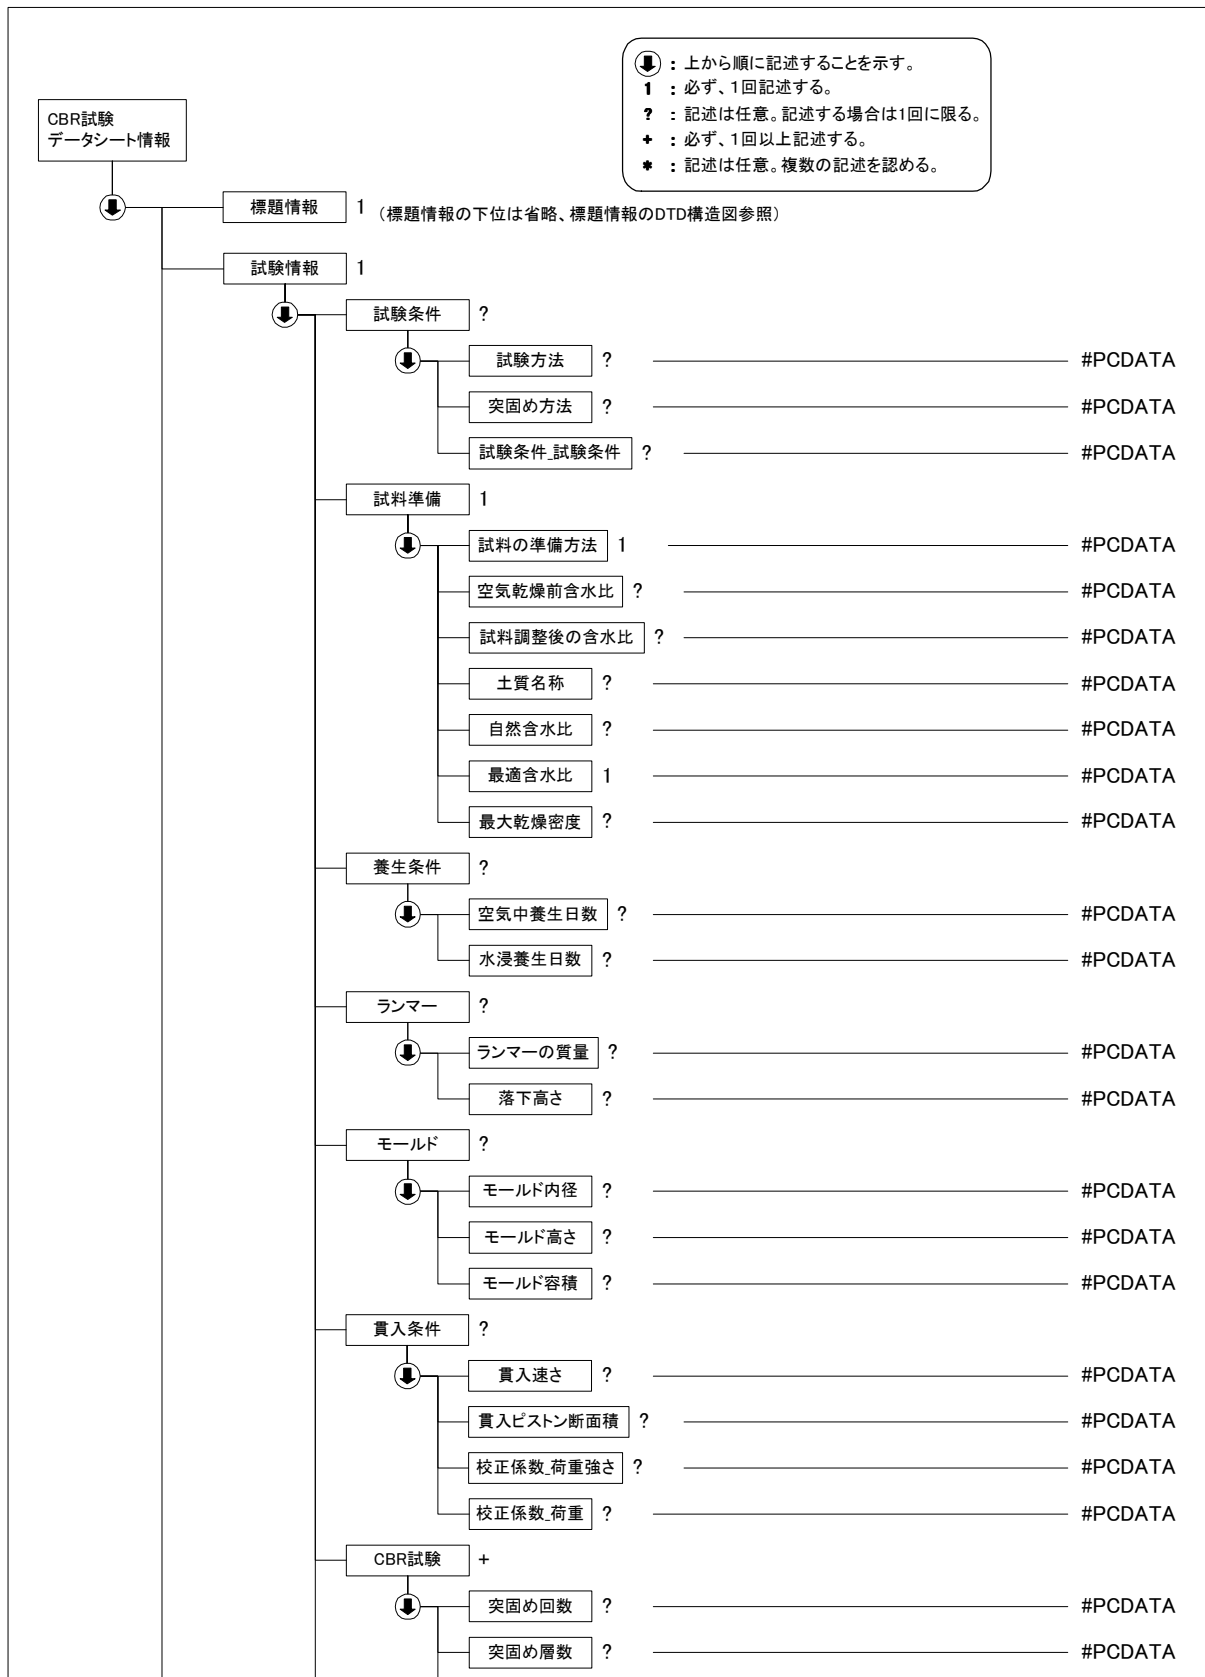 ⬇ : 上から順に記述することを示す。
1 : 必ず、1回記述する。
? : 記述は任意。記述する場合は1回に限る。
+ : 必ず、1回以上記述する。
* : 記述は任意。複数の記述を認める。
CBR試験
データシート情報
標題情報 1 (標題情報の下位は省略、標題情報のDTD構造図参照)
試験情報 1
試験条件 ?
試験方法 ? #PCDATA
突固め方法 ? #PCDATA
試験条件_試験条件 ? #PCDATA
試料準備 1
試料の準備方法 1 #PCDATA
空気乾燥前含水比 ? #PCDATA
試料調整後の含水比 ? #PCDATA
土質名称 ? #PCDATA
自然含水比 ? #PCDATA
最適含水比 1 #PCDATA
最大乾燥密度 ? #PCDATA
養生条件 ?
空気中養生日数 ? #PCDATA
水浸養生日数 ? #PCDATA
ランマー ?
ランマーの質量 ? #PCDATA
落下高さ ? #PCDATA
モールド ?
モールド内径 ? #PCDATA
モールド高さ ? #PCDATA
モールド容積 ? #PCDATA
貫入条件 ?
貫入速さ ? #PCDATA
貫入ピストン断面積 ? #PCDATA
校正係数_荷重強さ ? #PCDATA
校正係数_荷重 ? #PCDATA
CBR試験 +
突固め回数 ? #PCDATA
突固め層数 ? #PCDATA